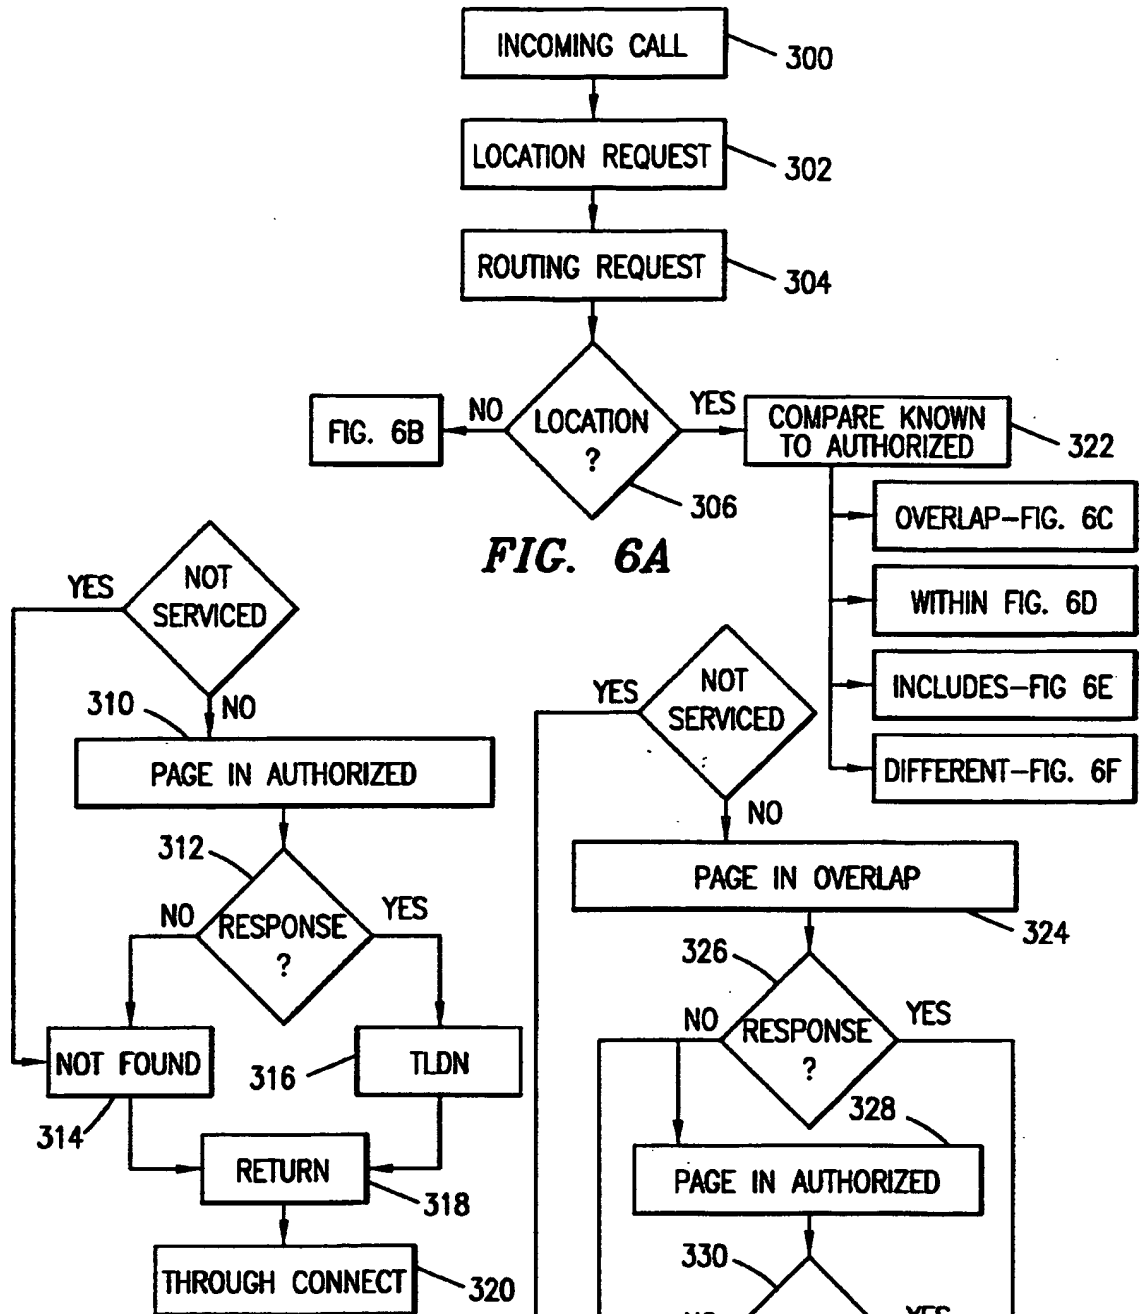 INCOMING CALL
300
LOCATION REQUEST
302
ROUTING REQUEST
304
FIG. 6B
NO
LOCATION
?
YES
COMPARE KNOWN
TO AUTHORIZED
322
306
FIG. 6A
OVERLAP-FIG. 6C
WITHIN FIG. 6D
INCLUDES-FIG 6E
DIFFERENT-FIG. 6F
YES
NOT
SERVICED
NO
310
PAGE IN AUTHORIZED
312
NO
RESPONSE
?
YES
NOT FOUND
314
316
TLDN
RETURN
318
THROUGH CONNECT
320
YES
NOT
SERVICED
NO
PAGE IN OVERLAP
324
326
NO
RESPONSE
?
YES
328
PAGE IN AUTHORIZED
330